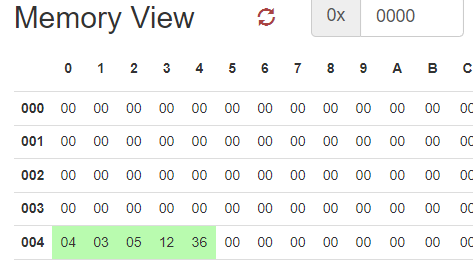 Memory View 0x 0000
0 1 2 3 4 5 6 7 8 9 A B C
000 00 00 00 00 00 00 00 00 00 00 00 00 00
001 00 00 00 00 00 00 00 00 00 00 00 00 00
002 00 00 00 00 00 00 00 00 00 00 00 00 00
003 00 00 00 00 00 00 00 00 00 00 00 00 00
004 04 03 05 12 36 00 00 00 00 00 00 00 00